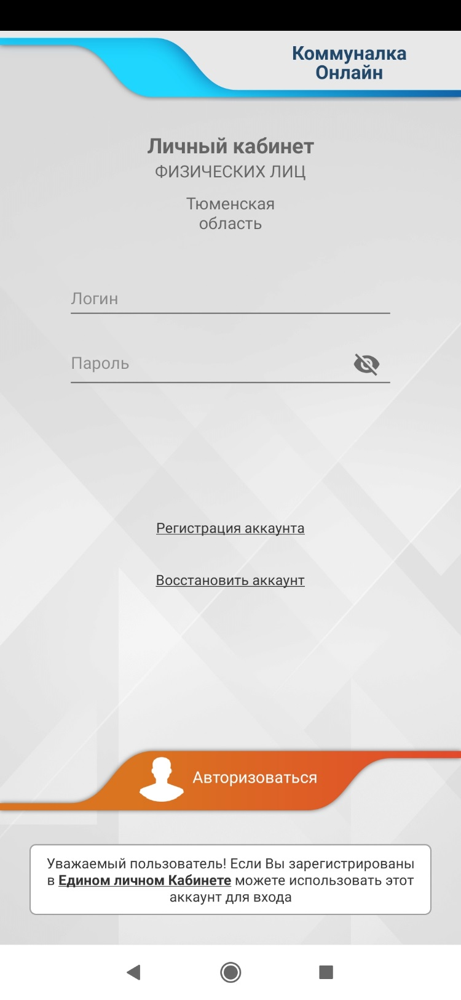 Коммуналка
Онлайн
Личный кабинет
ФИЗИЧЕСКИХ ЛИЦ
Тюменская
область
Логин
Пароль
Регистрация аккаунта
Восстановить аккаунт
Авторизоваться
Уважаемый пользователь! Если Вы зарегистрированы
в Едином личном Кабинете можете использовать этот
аккаунт для входа